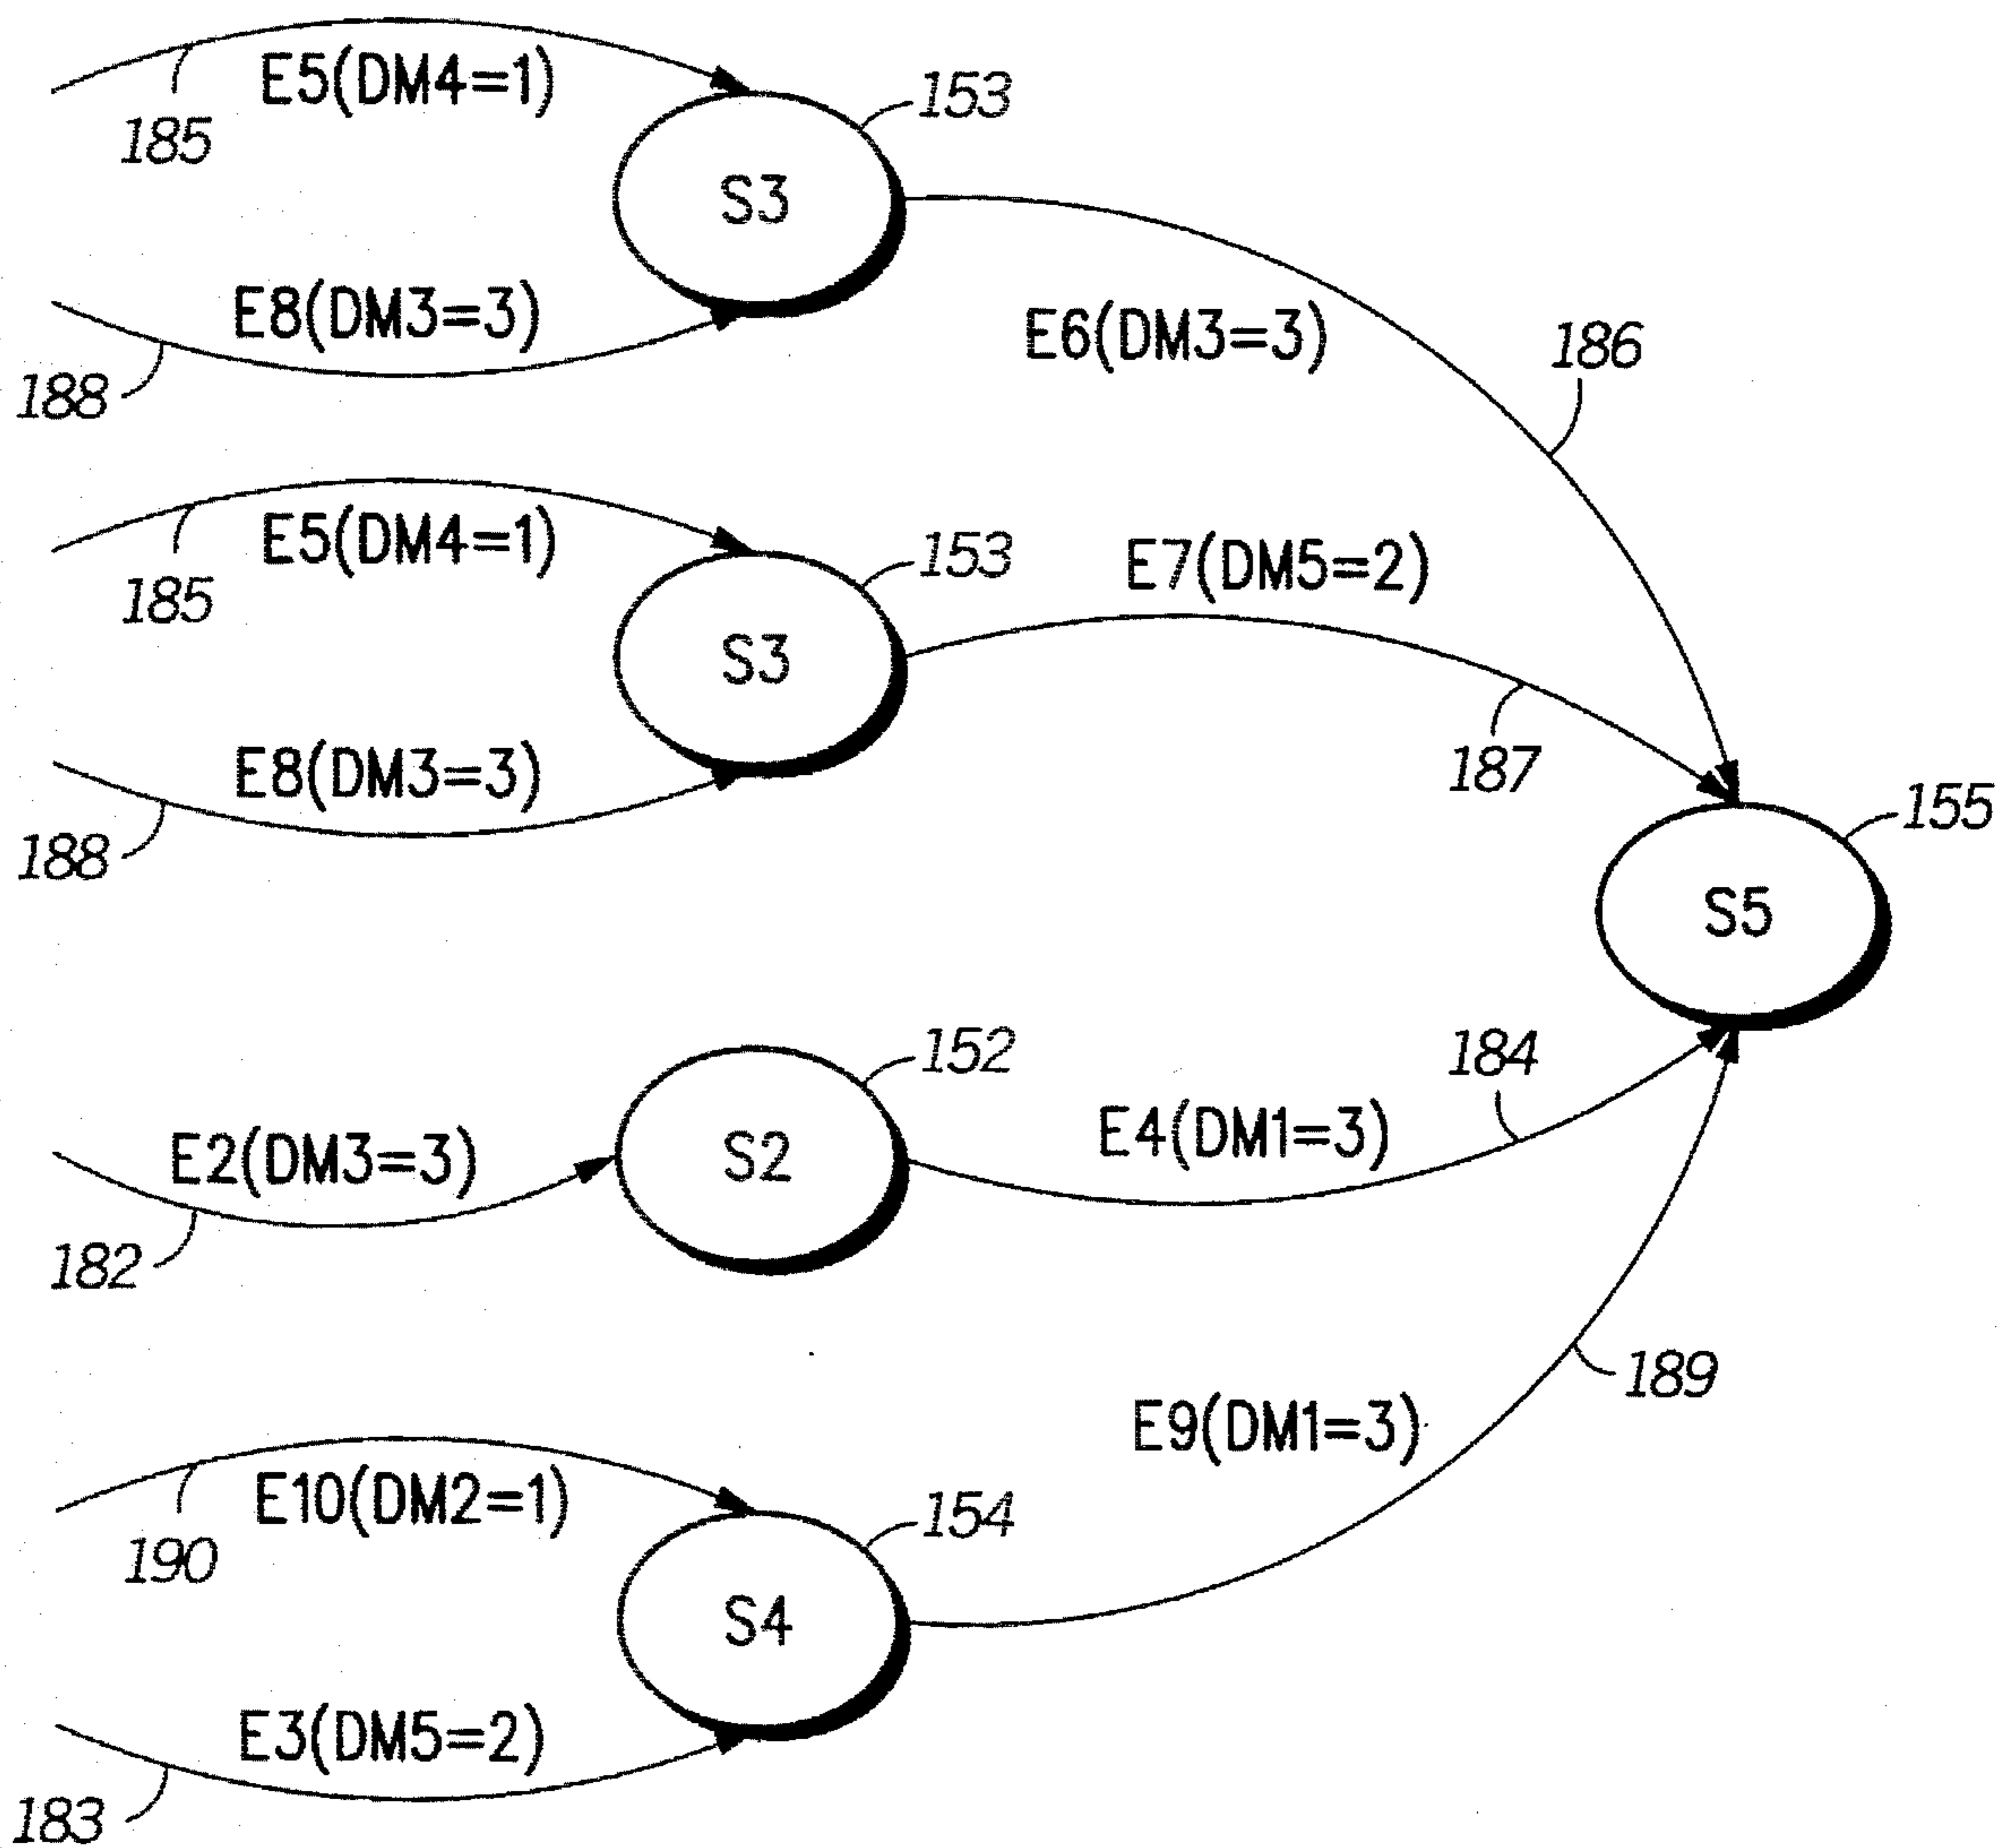 E5(DM4=1)
185
153
S3
E8(DM3=3)
188
E6(DM3=3)
186
E5(DM4=1)
185
153
S3
E7(DM5=2)
187
E8(DM3=3)
188
155
S5
E2(DM3=3)
182
152
S2
184
E4(DM1=3)
E9(DM1=3)
189
E10(DM2=1)
190
154
S4
E3(DM5=2)
183